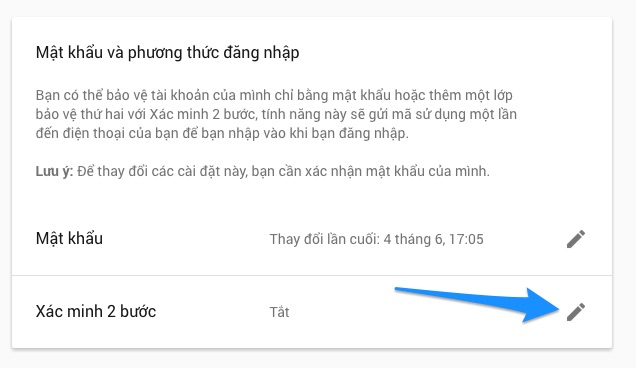 Mật khẩu và phương thức đăng nhập
Bạn có thể bảo vệ tài khoản của mình chỉ bằng mật khẩu hoặc thêm một lớp
bảo vệ thứ hai với Xác minh 2 bước, tính năng này sẽ gửi mã sử dụng một lần
đến điện thoại của bạn để bạn nhập vào khi bạn đăng nhập.
Lưu ý: Để thay đổi các cài đặt này, bạn cần xác nhận mật khẩu của mình.
Mật khẩu Thay đổi lần cuối: 4 tháng 6, 17:05
Xác minh 2 bước Tắt